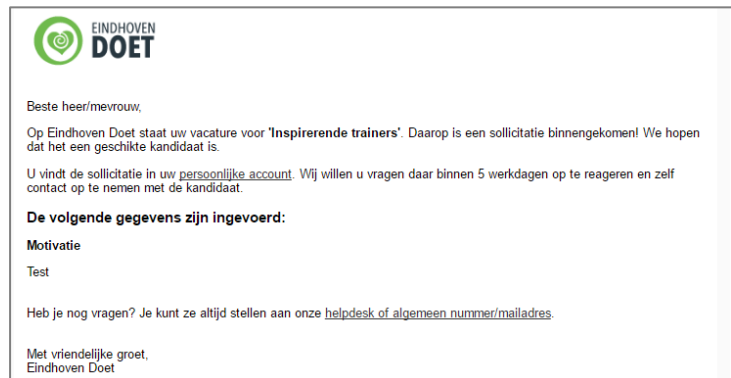 EINDHOVEN
DOET
Beste heer/mevrouw,
Op Eindhoven Doet staat uw vacature voor 'Inspirerende trainers'. Daarop is een sollicitatie binnengekomen! We hopen
dat het een geschikte kandidaat is.
U vindt de sollicitatie in uw persoonlijke account. Wij willen u vragen daar binnen 5 werkdagen op te reageren en zelf
contact op te nemen met de kandidaat.
De volgende gegevens zijn ingevoerd:
Motivatie
Test
Heb je nog vragen? Je kunt ze altijd stellen aan onze helpdesk of algemeen nummer/mailadres.
Met vriendelijke groet,
Eindhoven Doet